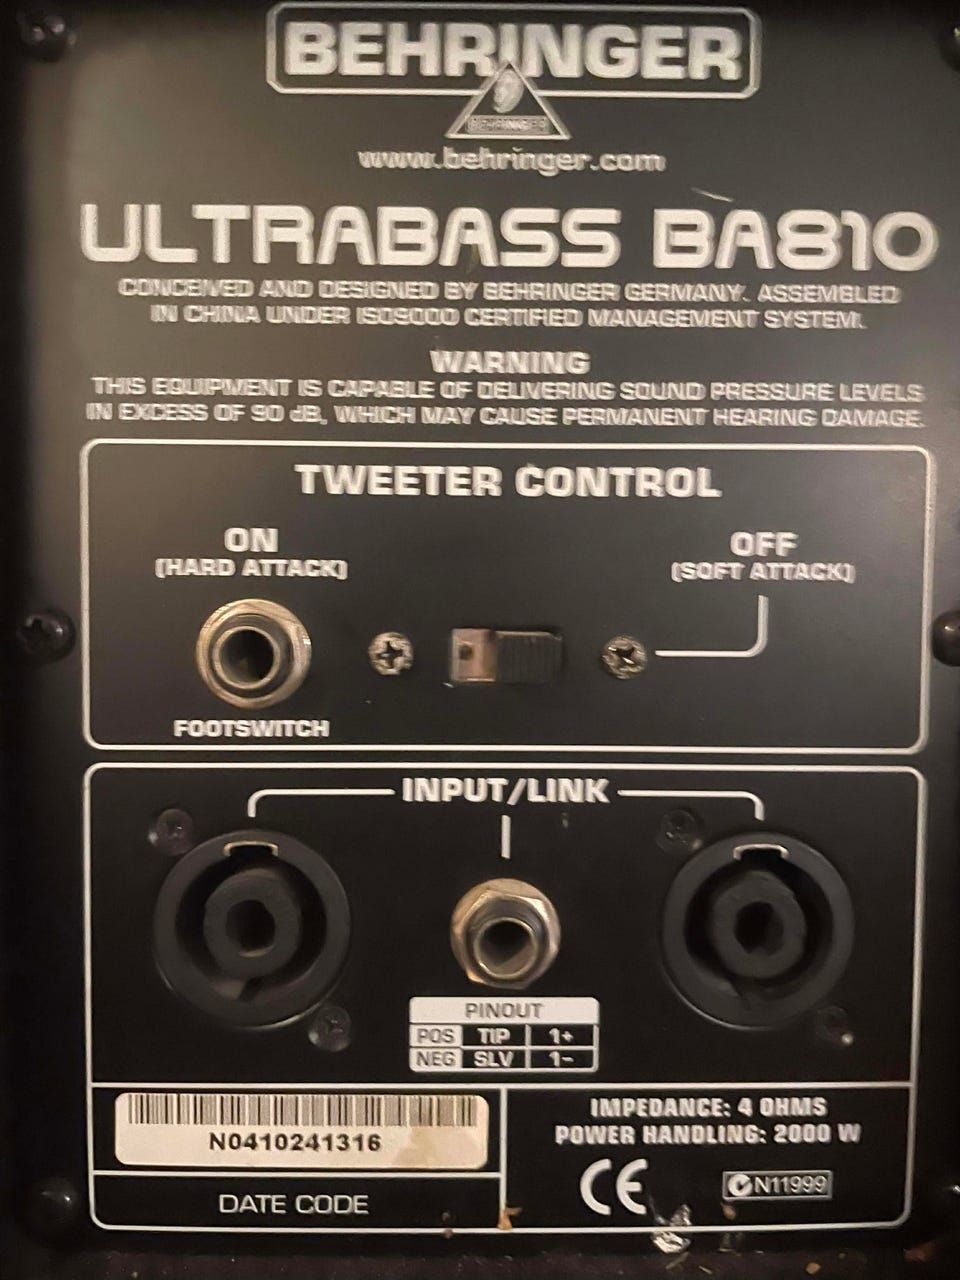 BEHRINGER
BEHRINGER
www.behringer.com
ULTRABASS BA810
CONCEIVED AND DESIGNED BY BEHRINGER GERMANY. ASSEMBLED
IN CHINA UNDER ISO9000 CERTIFIED MANAGEMENT SYSTEM.
WARNING
THIS EQUIPMENT IS CAPABLE OF DELIVERING SOUND PRESSURE LEVELS
IN EXCESS OF 90 dB, WHICH MAY CAUSE PERMANENT HEARING DAMAGE.
TWEETER CONTROL
ON
(HARD ATTACK)
OFF
(SOFT ATTACK)
FOOTSWITCH
INPUT/LINK
PINOUT
POS TIP 1+
NEG SLV 1-
N0410241316
DATE CODE
IMPEDANCE: 4 OHMS
POWER HANDLING: 2000 W
CE
N11999